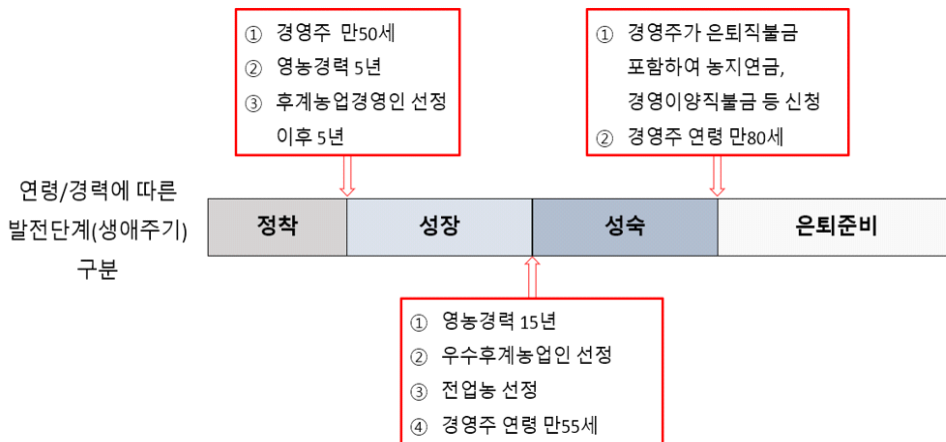 ① 경영주 만50세
② 영농경력 5년
③ 후계농업경영인 선정
이후 5년
① 경영주가 은퇴직불금
포함하여 농지연금,
경영이양직불금 등 신청
② 경영주 연령 만80세
연령/경력에 따른
발전단계(생애주기)
구분
정착
성장
성숙
은퇴준비
① 영농경력 15년
② 우수후계농업인 선정
③ 전업농 선정
④ 경영주 연령 만55세